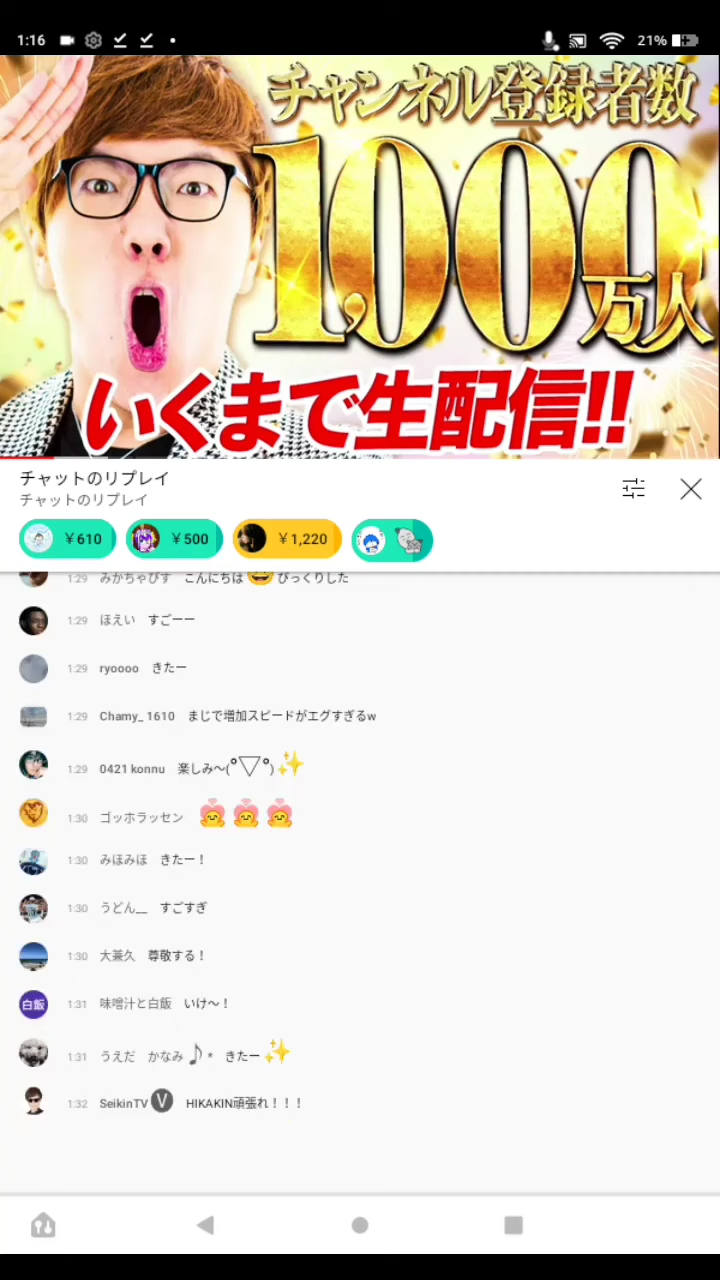 1:16
21%
チャンネル登録者数
1,000万人
いくまで生配信!!
チャットのリプレイ
チャットのリプレイ
￥610 ￥500 ￥1,220
1:29 みかちゃぴす こんにちは😄びっくりした
1:29 ほえい すごーー
1:29 ryoooo きたー
1:29 Chamy_ 1610 まじで増加スピードがエグすぎるw
1:29 0421 konnu 楽しみ〜(°▽°)✨
1:30 ゴッホラッセン
1:30 みほみほ きたー！
1:30 うどん__ すごすぎ
1:30 大兼久 尊敬する！
白飯 1:31 味噌汁と白飯 いけ〜！
1:31 うえだ かなみ♪* きたー✨
1:32 SeikinTV Ⓥ HIKAKIN頑張れ！！！